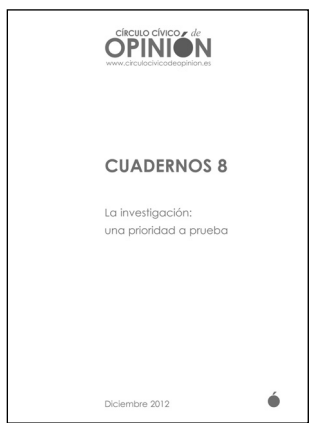 CÍRCULO CÍVICO de
OPINIÓN
www.circulocivicodeopinion.es
CUADERNOS 8
La investigación:
una prioridad a prueba
Diciembre 2012